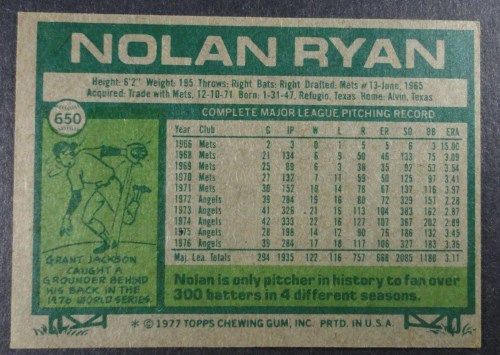 NOLAN RYAN
Height: 6'2" Weight: 195 Throws: Right Bats: Right Drafted: Mets #13-June, 1965
Acquired: Trade with Mets, 12-10-71 Born: 1-31-47, Refugio, Texas Home: Alvin, Texas
650
COMPLETE MAJOR LEAGUE PITCHING RECORD
Year Club G IP W L R ER SO BB ERA
1966 Mets 2 3 0 1 5 5 6 3 15.00
1968 Mets 21 134 6 9 50 46 133 75 3.09
1969 Mets 25 89 6 3 38 35 92 53 3.54
1970 Mets 27 132 7 11 59 50 125 97 3.41
1971 Mets 30 152 10 14 78 67 137 116 3.97
1972 Angels 39 284 19 16 80 72 329 157 2.28
1973 Angels 41 326 21 16 113 104 383 162 2.87
1974 Angels 42 333 22 16 127 107 367 202 2.89
1975 Angels 28 198 14 12 90 76 186 132 3.45
1976 Angels 39 284 17 18 117 106 327 183 3.36
Maj. Lea. Totals 294 1935 122 116 757 668 2085 1180 3.11
GRANT JACKSON
CAUGHT A
GROUNDER BEHIND
HIS BACK IN THE
1976 WORLD SERIES.
Nolan is only pitcher in history to fan over
300 batters in 4 different seasons.
* © 1977 TOPPS CHEWING GUM, INC. PRTD. IN U.S.A.